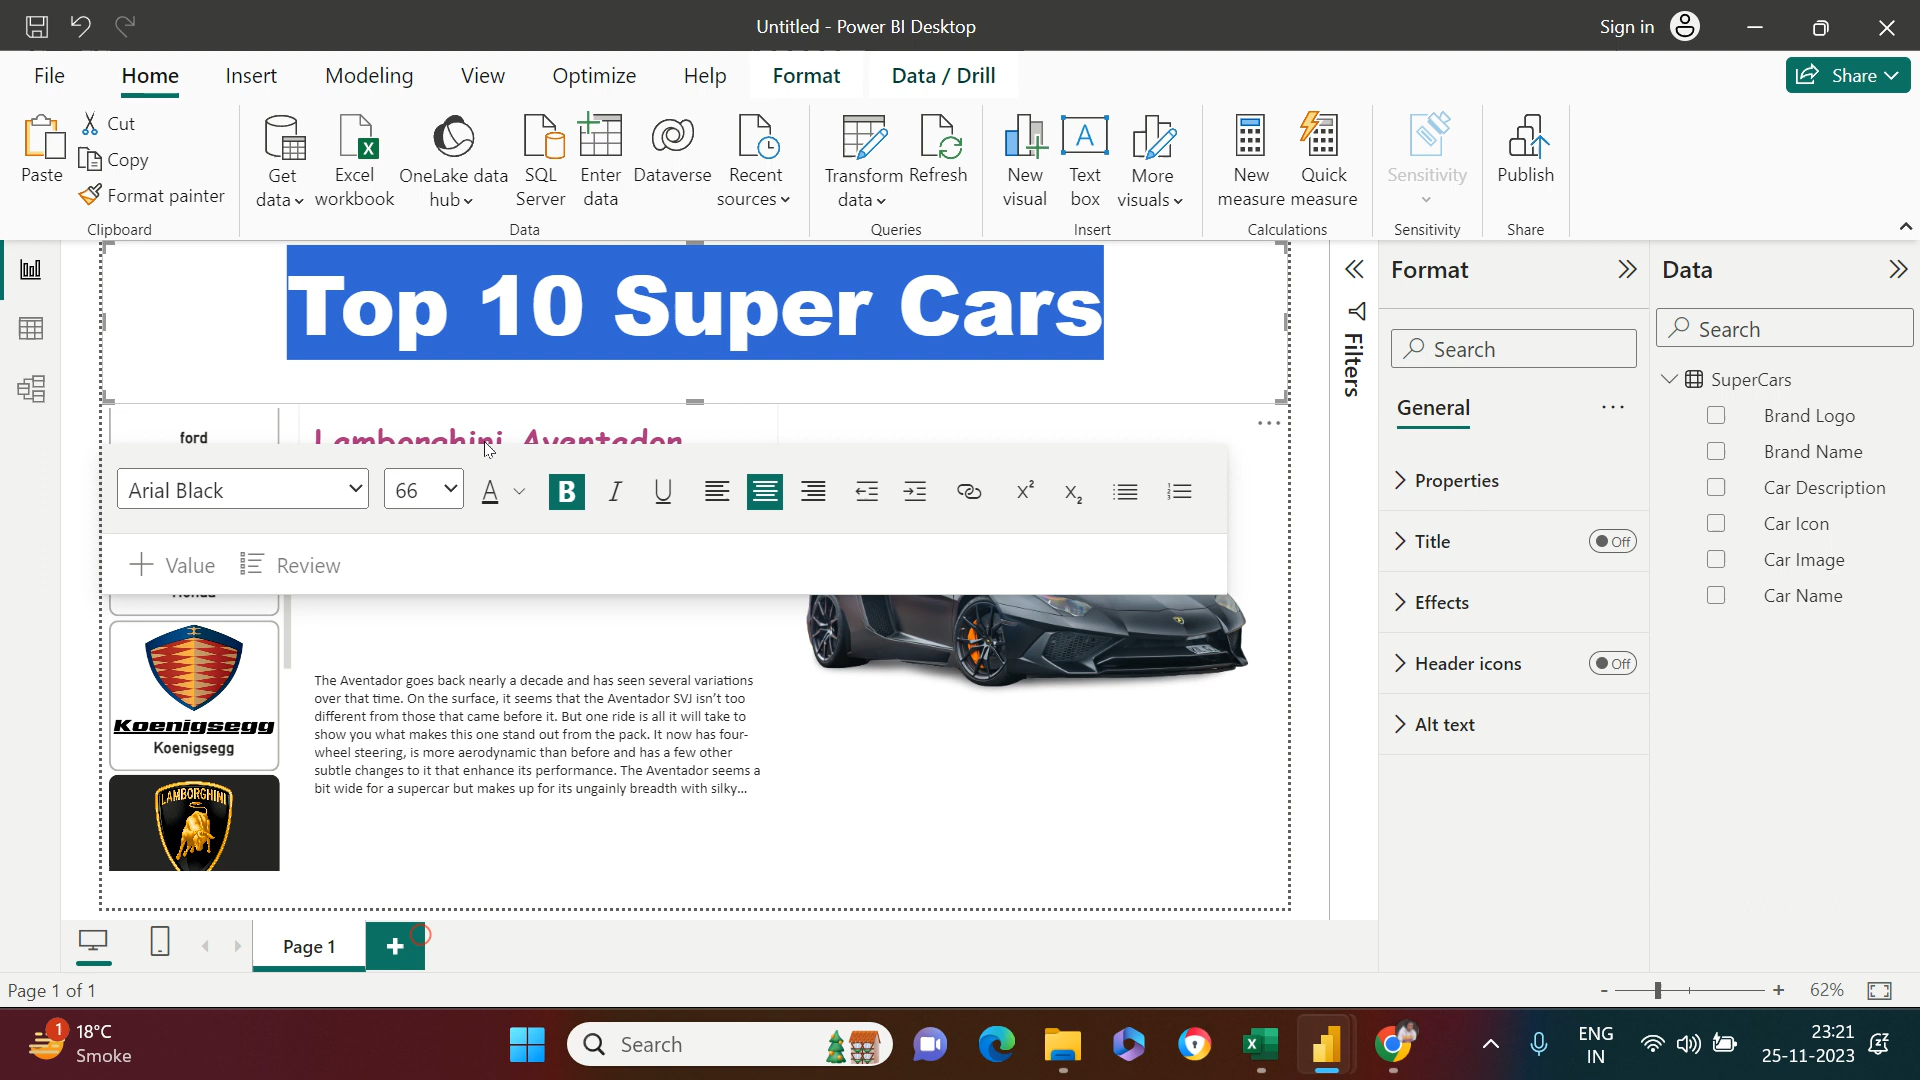 Untitled - Power BI Desktop
Sign in
File
Home
Insert
Modeling
View
Optimize
Help
Format
Data / Drill
Share
Paste
Cut
Copy
Format painter
Clipboard
Get
data
Excel
workbook
OneLake data
hub
SQL
Server
Enter
data
Dataverse
Recent
sources
Data
Transform
data
Refresh
Queries
New
visual
Text
box
More
visuals
Insert
New
measure
Quick
measure
Calculations
Sensitivity
Sensitivity
Publish
Share
Top 10 Super Cars
ford
Lamborghini Aventador
Arial Black
66
A
B
I
U
Value
Review
Honda
Koenigsegg
Koenigsegg
LAMBORGHINI
The Aventador goes back nearly a decade and has seen several variations
over that time. On the surface, it seems that the Aventador SVJ isn't too
different from those that came before it. But one ride is all it will take to
show you what makes this one stand out from the pack. It now has four-
wheel steering, is more aerodynamic than before and has a few other
subtle changes to it that enhance its performance. The Aventador seems a
bit wide for a supercar but makes up for its ungainly breadth with silky...
Filters
Format
Search
General
Properties
Title
Off
Effects
Header icons
Off
Alt text
Data
Search
SuperCars
Brand Logo
Brand Name
Car Description
Car Icon
Car Image
Car Name
Page 1
Page 1 of 1
62%
1
18°C
Smoke
Search
ENG
IN
23:21
25-11-2023